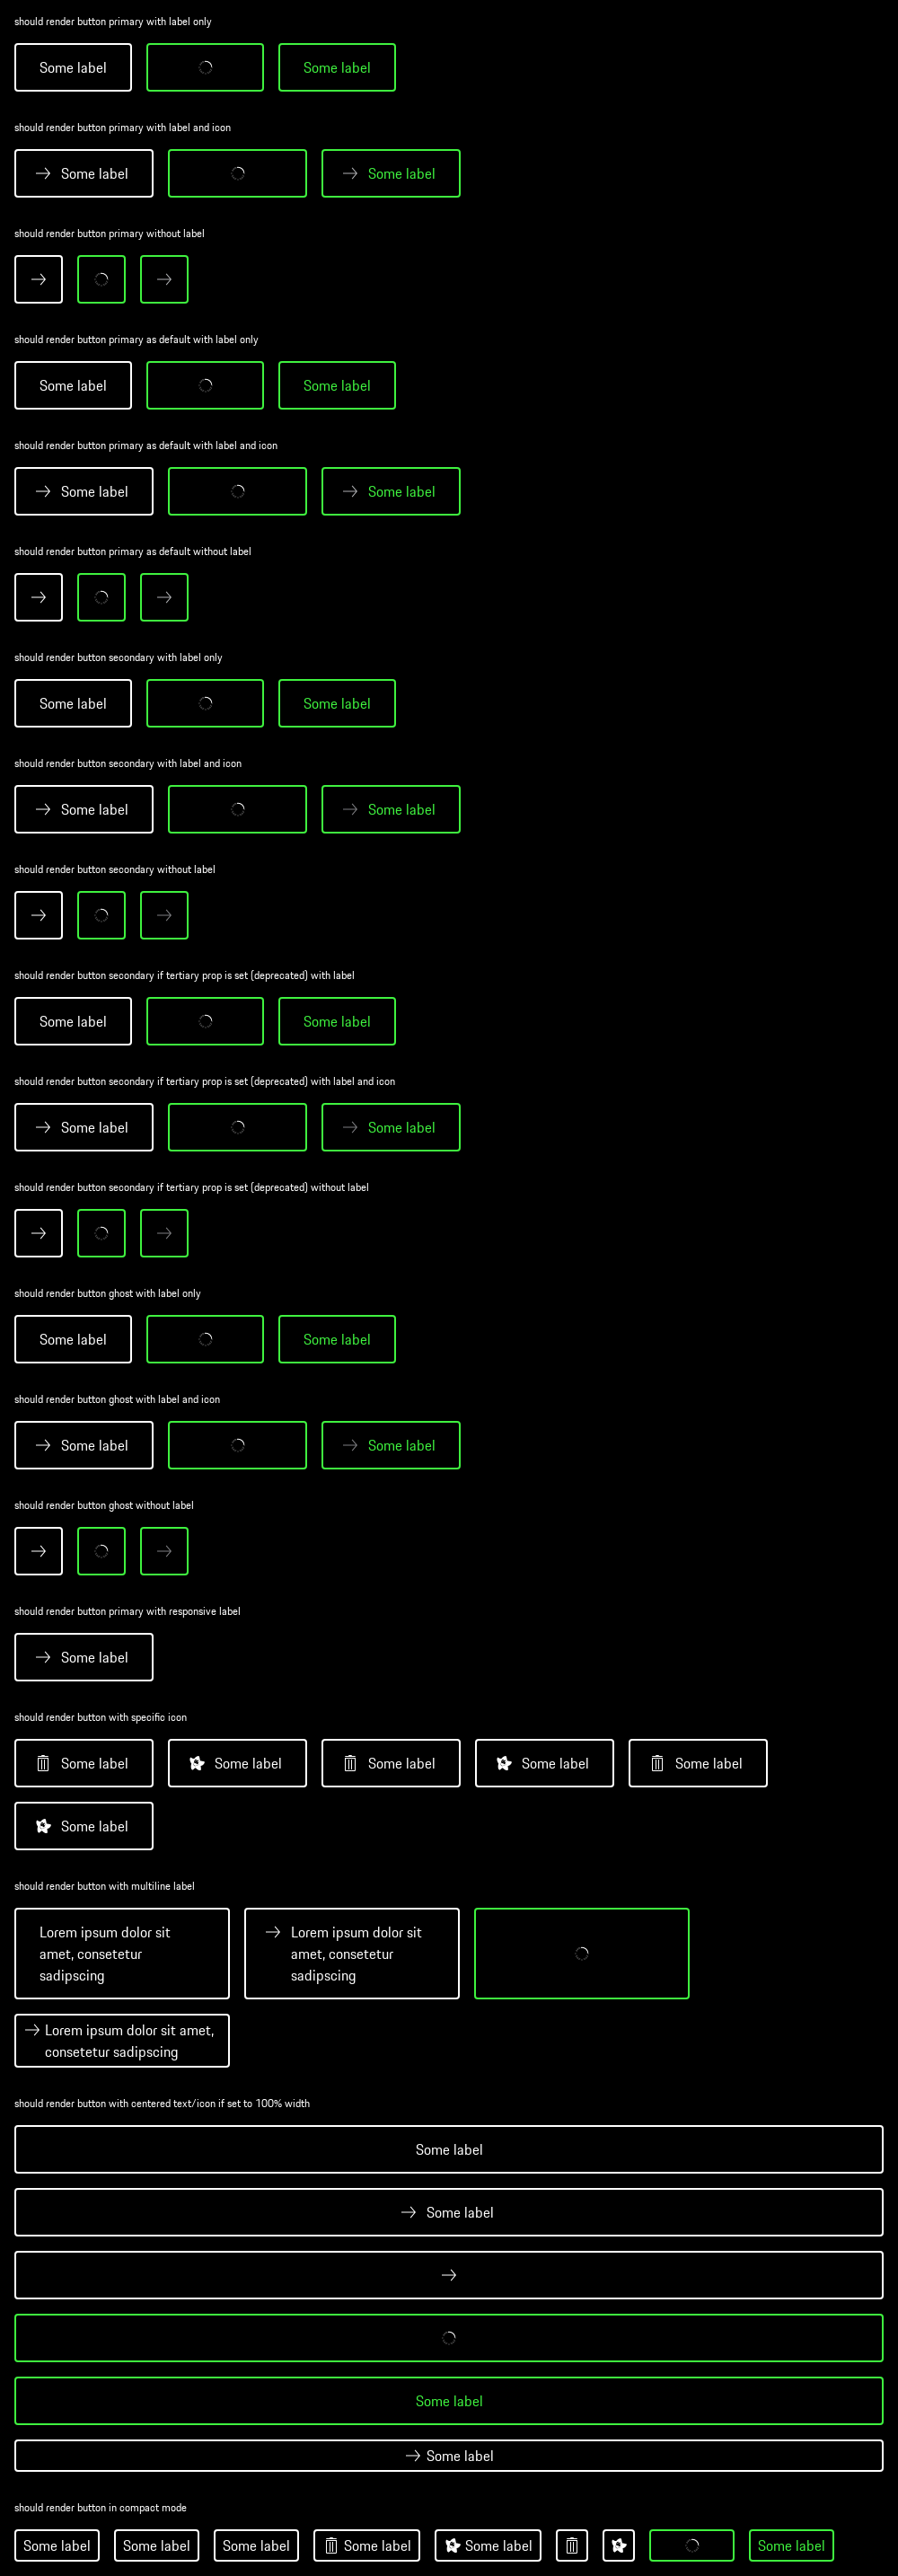 should render button primary with label only
Some label Some label
should render button primary with label and icon
Some label Some label
should render button primary without label
should render button primary as default with label only
Some label Some label
should render button primary as default with label and icon
Some label Some label
should render button primary as default without label
should render button secondary with label only
Some label Some label
should render button secondary with label and icon
Some label Some label
should render button secondary without label
should render button secondary if tertiary prop is set (deprecated) with label
Some label Some label
should render button secondary if tertiary prop is set (deprecated) with label and icon
Some label Some label
should render button secondary if tertiary prop is set (deprecated) without label
should render button ghost with label only
Some label Some label
should render button ghost with label and icon
Some label Some label
should render button ghost without label
should render button primary with responsive label
Some label
should render button with specific icon
Some label Some label Some label Some label Some label
Some label
should render button with multiline label
Lorem ipsum dolor sit
amet, consetetur
sadipscing
Lorem ipsum dolor sit
amet, consetetur
sadipscing
Lorem ipsum dolor sit amet,
consetetur sadipscing
should render button with centered text/icon if set to 100% width
Some label
Some label
Some label
Some label
should render button in compact mode
Some label Some label Some label Some label Some label Some label